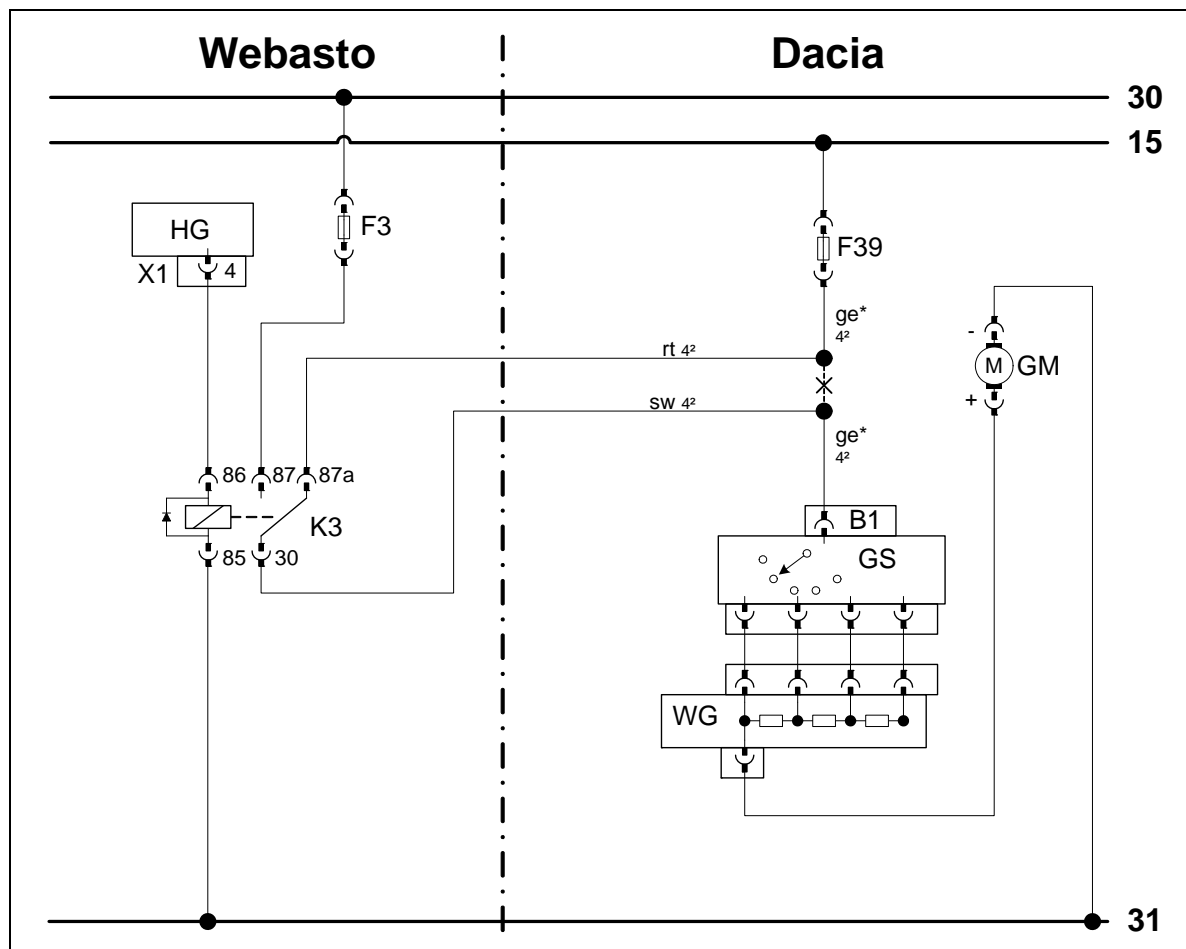 Webasto
Dacia
30
15
HG
F3
X1
4
F39
ge*
4²
-
M
GM
+
rt 4²
sw 4²
ge*
4²
86
87
87a
K3
85
30
B1
GS
WG
31